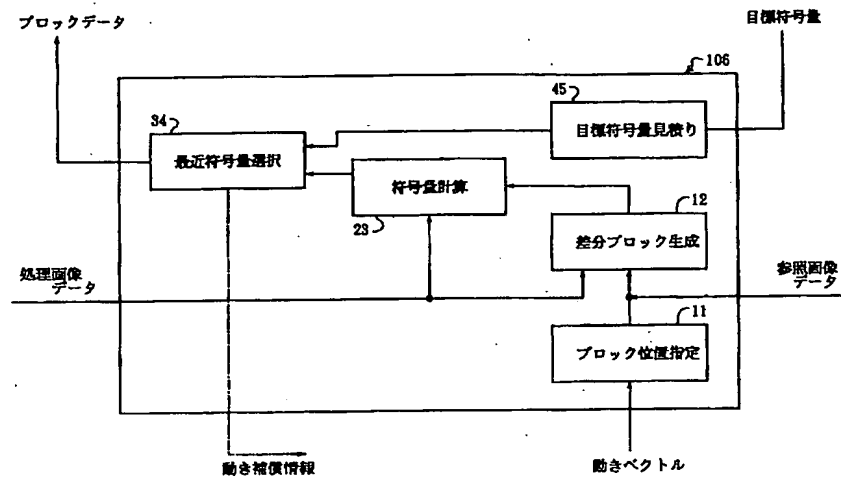 ブロックデータ
目標符号量
106
34
45
最近符号量選択
目標符号量見積り
符号量計算
23
12
差分ブロック生成
処理画像
データ
参照画像
データ
11
ブロック位置指定
動き補償情報
動きベクトル